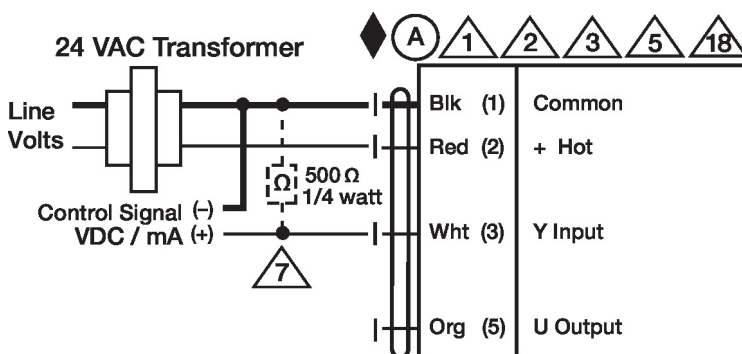 A 1 2 3 5 18
24 VAC Transformer
Line
Volts
Blk (1) Common
Red (2) + Hot
Ω 500 Ω
1/4 watt
Control Signal (–)
VDC / mA (+)
Wht (3) Y Input
7
Org (5) U Output